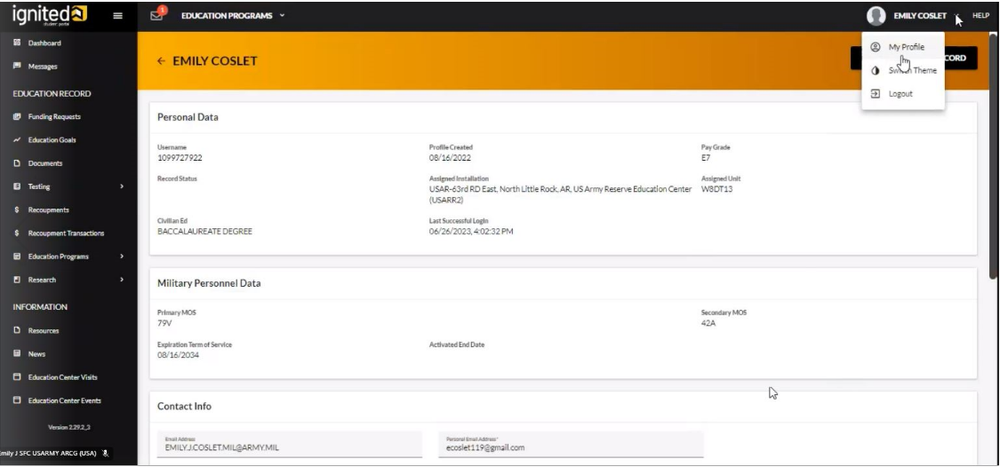 ignited
student portal
EDUCATION PROGRAMS
EMILY COSLET
HELP
Dashboard
Messages
EDUCATION RECORD
Funding Requests
Education Goals
Documents
Testing
Recoupments
Recoupment Transactions
Education Programs
Research
INFORMATION
Resources
News
Education Center Visits
Education Center Events
Version 2.29.2_3
Emily J SFC USARMY ARCG (USA)
EMILY COSLET
My Profile
Switch Theme
Logout
Personal Data
Username
1099727922
Profile Created
08/16/2022
Pay Grade
E7
Record Status
Assigned Installation
USAR-63rd RD East, North Little Rock, AR, US Army Reserve Education Center
(USARR2)
Assigned Unit
W8DT13
Civilian Ed
BACCALAUREATE DEGREE
Last Successful Login
06/26/2023, 4:02:32 PM
Military Personnel Data
Primary MOS
79V
Secondary MOS
42A
Expiration Term of Service
08/16/2034
Activated End Date
Contact Info
Email Address
EMILY.J.COSLET.MIL@ARMY.MIL
Personal Email Address *
ecoslet119@gmail.com